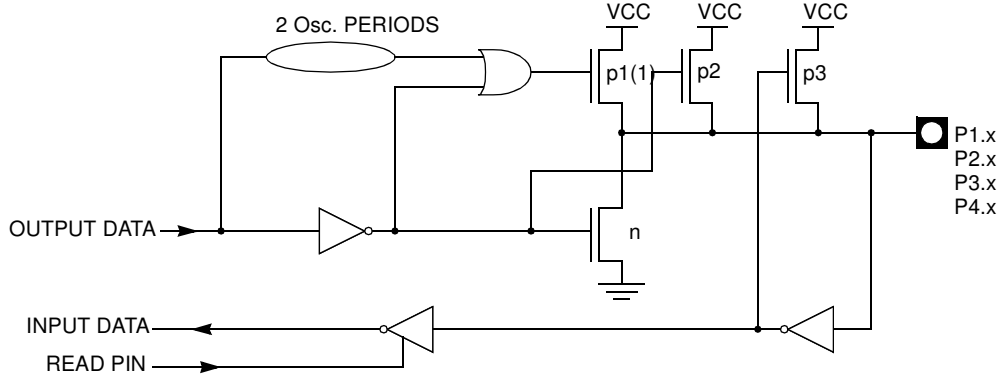 VCC
VCC
VCC
2 Osc. PERIODS
p1(1)
p2
p3
P1.x
P2.x
P3.x
P4.x
OUTPUT DATA
n
INPUT DATA
READ PIN